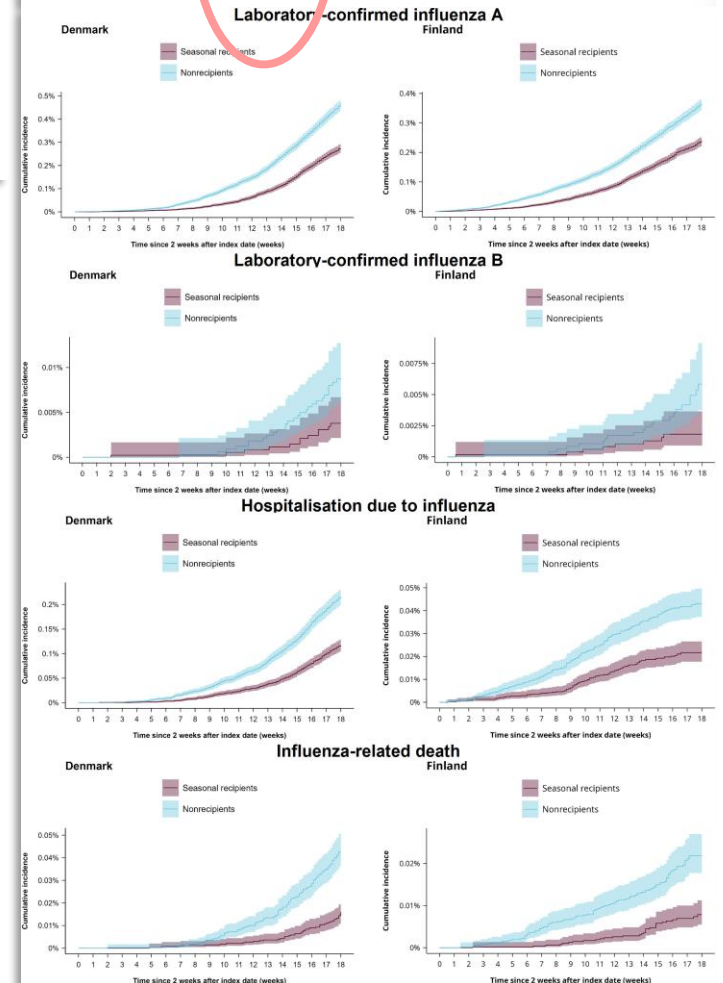 Laboratory-confirmed influenza A
Denmark
Finland
Seasonal recipients
Nonrecipients
Seasonal recipients
Nonrecipients
Cumulative incidence
0.5%
0.4%
0.3%
0.2%
0.1%
0%
0 1 2 3 4 5 6 7 8 9 10 11 12 13 14 15 16 17 18
Time since 2 weeks after index date (weeks)
Cumulative incidence
0.4%
0.3%
0.2%
0.1%
0%
0 1 2 3 4 5 6 7 8 9 10 11 12 13 14 15 16 17 18
Time since 2 weeks after index date (weeks)
Laboratory-confirmed influenza B
Denmark
Finland
Seasonal recipients
Nonrecipients
Seasonal recipients
Nonrecipients
Cumulative incidence
0.01%
0.005%
0%
0 1 2 3 4 5 6 7 8 9 10 11 12 13 14 15 16 17 18
Time since 2 weeks after index date (weeks)
Cumulative incidence
0.0075%
0.005%
0.0025%
0%
0 1 2 3 4 5 6 7 8 9 10 11 12 13 14 15 16 17 18
Time since 2 weeks after index date (weeks)
Hospitalisation due to influenza
Denmark
Finland
Seasonal recipients
Nonrecipients
Seasonal recipients
Nonrecipients
Cumulative incidence
0.2%
0.15%
0.1%
0.05%
0%
0 1 2 3 4 5 6 7 8 9 10 11 12 13 14 15 16 17 18
Time since 2 weeks after index date (weeks)
Cumulative incidence
0.05%
0.04%
0.03%
0.02%
0.01%
0%
0 1 2 3 4 5 6 7 8 9 10 11 12 13 14 15 16 17 18
Time since 2 weeks after index date (weeks)
Influenza-related death
Denmark
Finland
Seasonal recipients
Nonrecipients
Seasonal recipients
Nonrecipients
Cumulative incidence
0.05%
0.04%
0.03%
0.02%
0.01%
0%
0 1 2 3 4 5 6 7 8 9 10 11 12 13 14 15 16 17 18
Time since 2 weeks after index date (weeks)
Cumulative incidence
0.02%
0.01%
0%
0 1 2 3 4 5 6 7 8 9 10 11 12 13 14 15 16 17 18
Time since 2 weeks after index date (weeks)